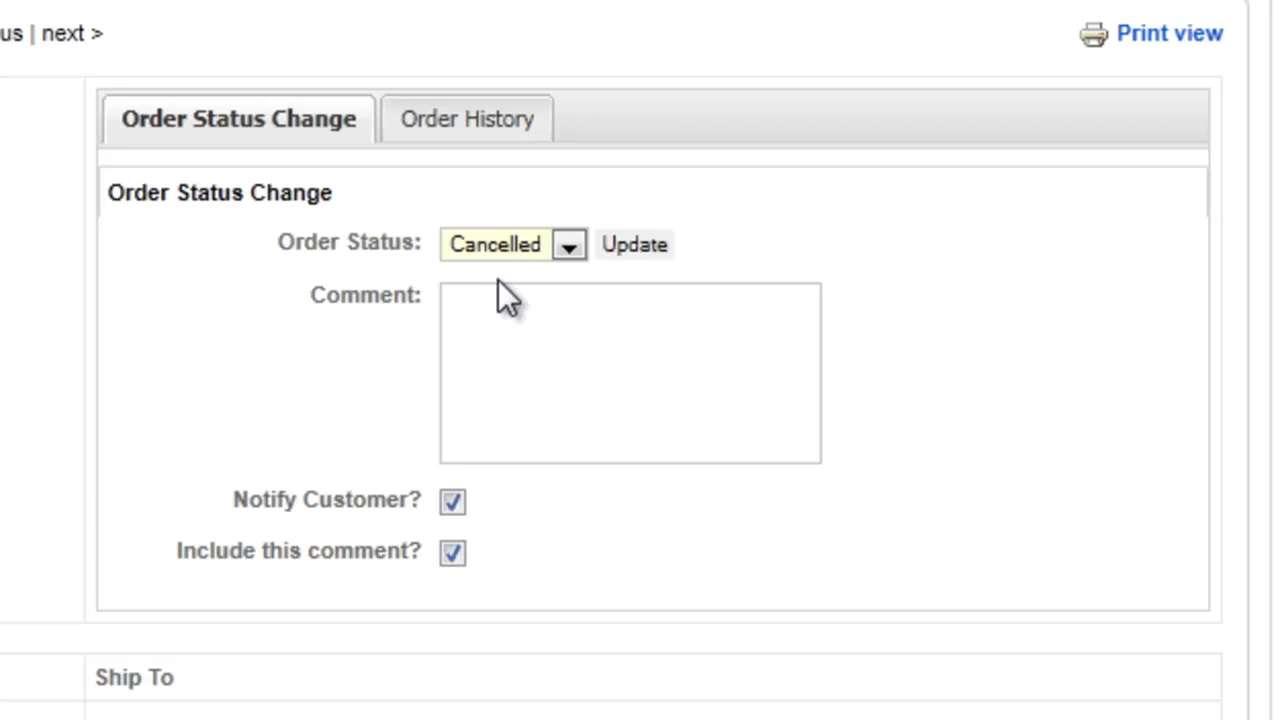 us | next >
Print view
Order Status Change
Order History
Order Status Change
Order Status: Cancelled Update
Comment:
Notify Customer?
Include this comment?
Ship To